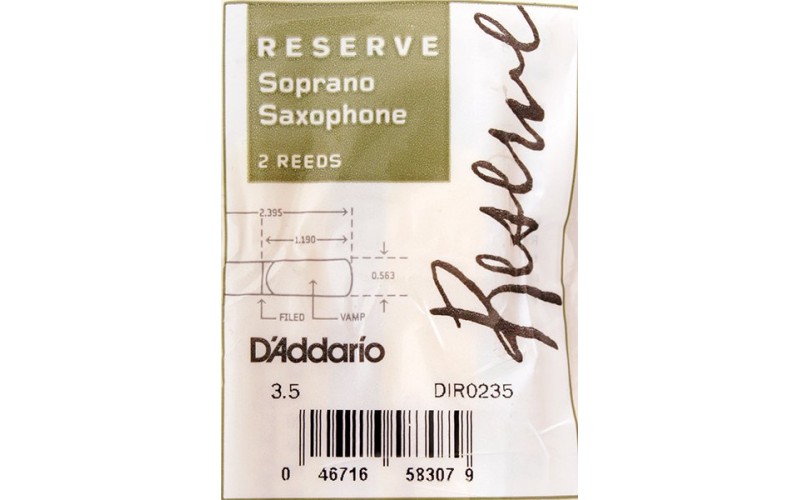 RESERVE
Soprano
Saxophone
2 REEDS
Reserve
2.395
1.190
0.563
FILED VAMP
D'Addario
3.5 DIR0235
0 46716 58307 9